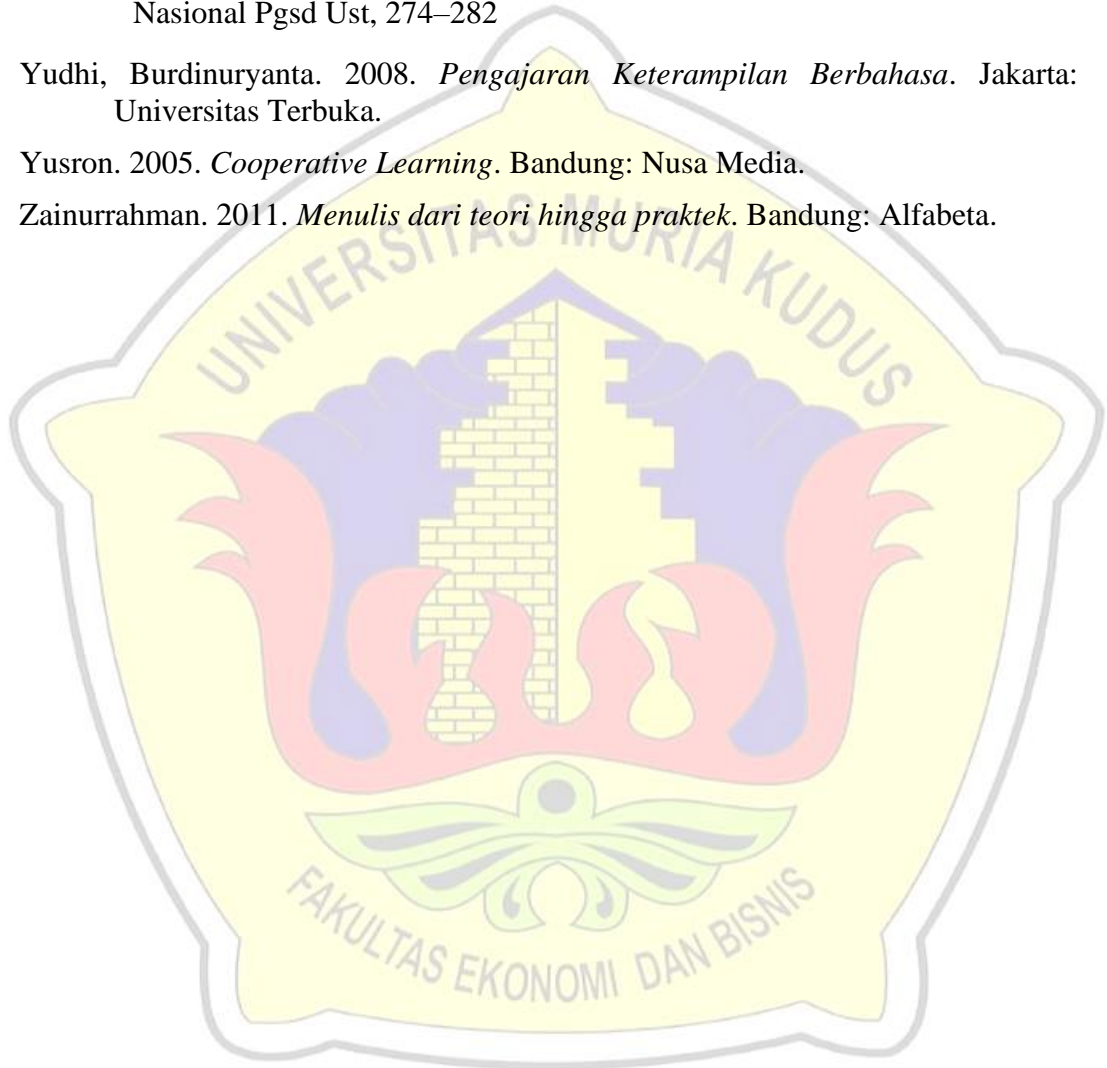 Nasional Pgsd Ust, 274–282
Yudhi, Burdinuryanta. 2008. Pengajaran Keterampilan Berbahasa. Jakarta:
Universitas Terbuka.
Yusron. 2005. Cooperative Learning. Bandung: Nusa Media.
Zainurrahman. 2011. Menulis dari teori hingga praktek. Bandung: Alfabeta.
UNIVERSITAS MURIA KUDUS
FAKULTAS EKONOMI DAN BISNIS